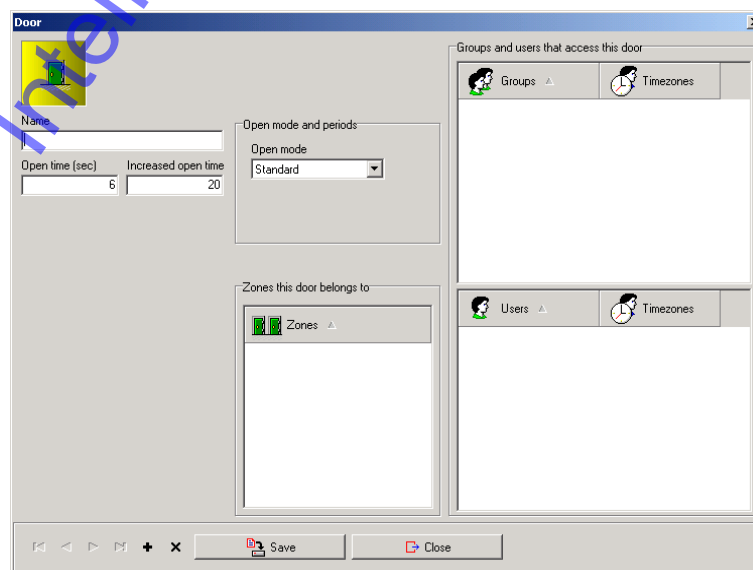 Door
Intelli
Name
Open time (sec)
Increased open time
6
20
Open mode and periods
Open mode
Standard
Zones this door belongs to
Zones
Groups and users that access this door
Groups
Timezones
Users
Timezones
Save
Close